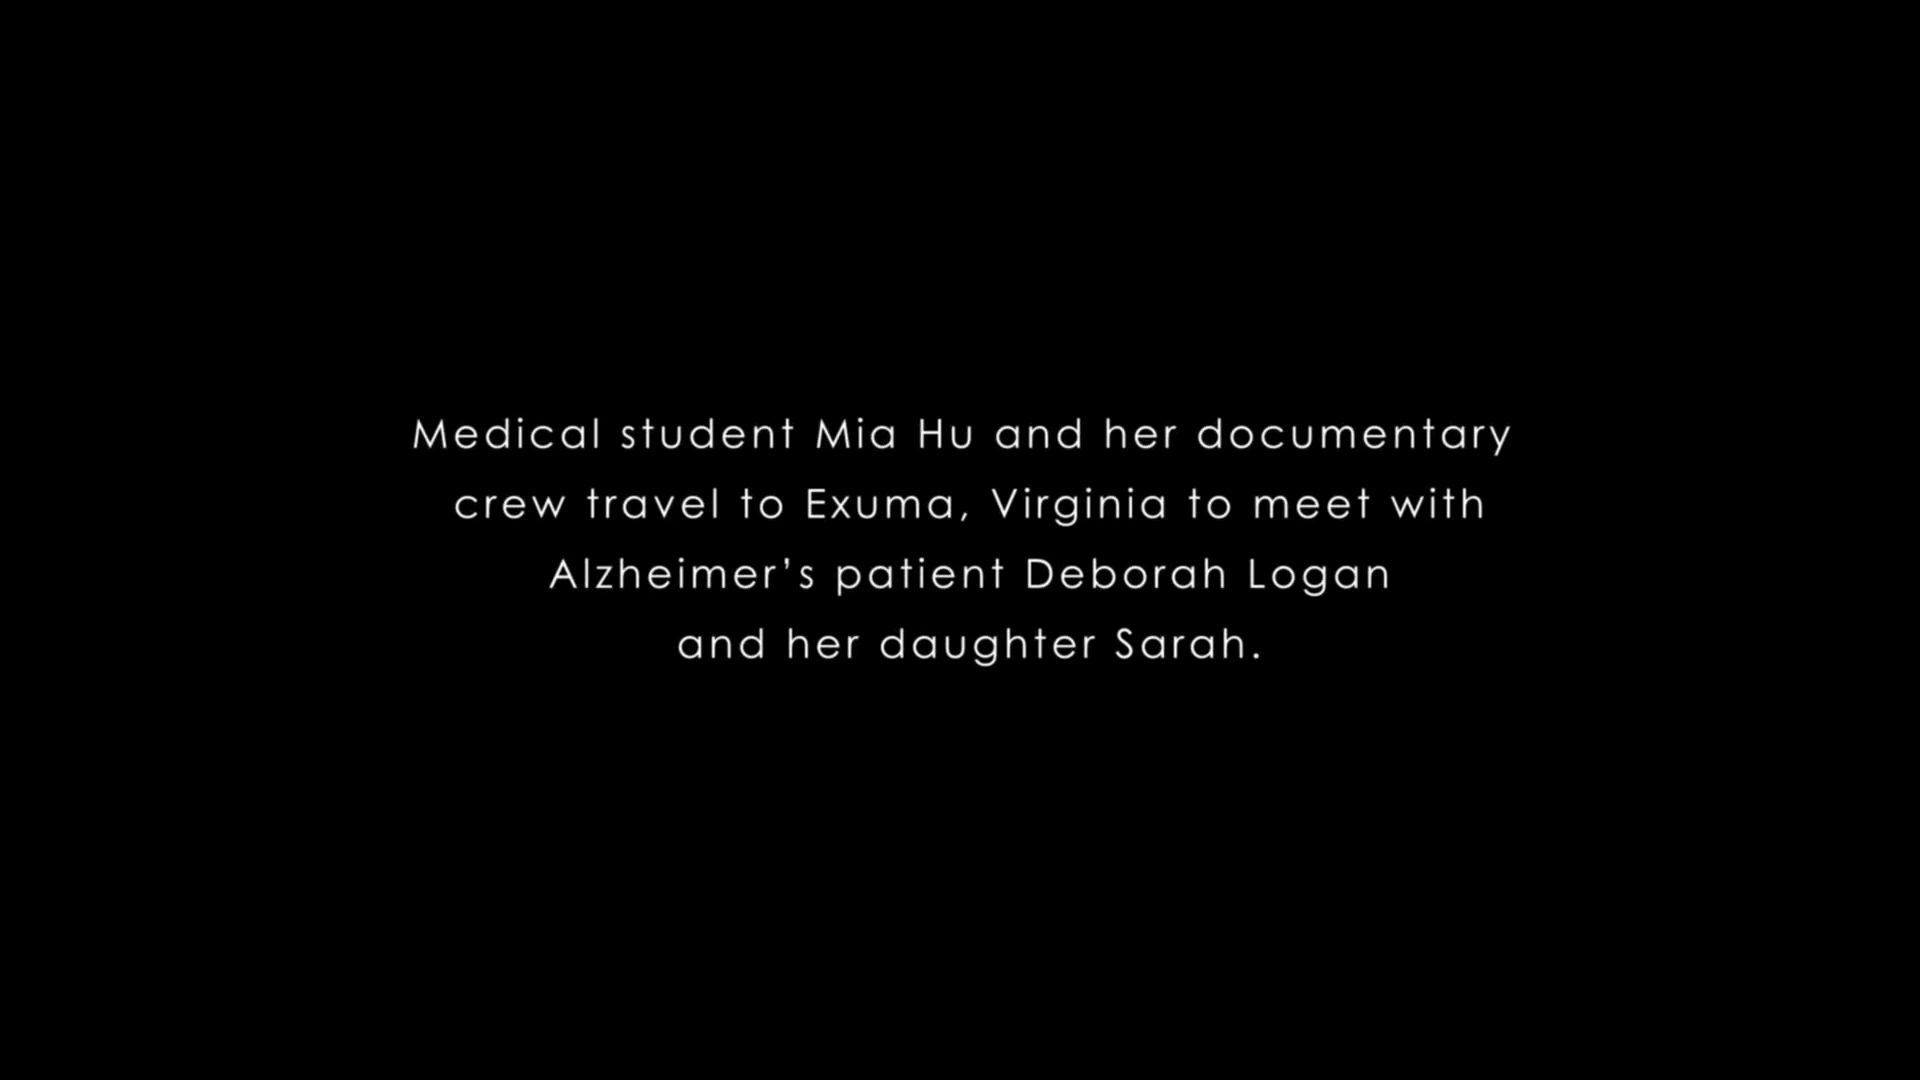 Medical student Mia Hu and her documentary
crew travel to Exuma, Virginia to meet with
Alzheimer’s patient Deborah Logan
and her daughter Sarah.